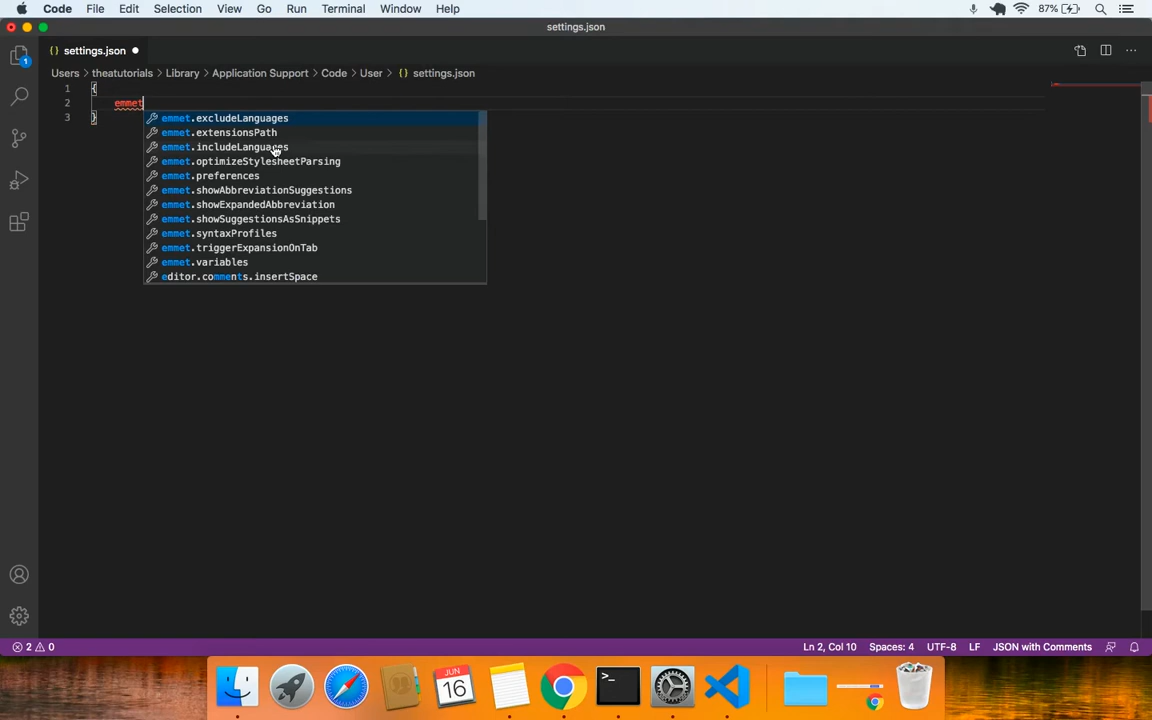 Code File Edit Selection View Go Run Terminal Window Help 87%
settings.json
settings.json
Users > theatutorials > Library > Application Support > Code > User > settings.json
1 {
2 emmet
3 }
emmet.excludeLanguages
emmet.extensionsPath
emmet.includeLanguages
emmet.optimizeStylesheetParsing
emmet.preferences
emmet.showAbbreviationSuggestions
emmet.showExpandedAbbreviation
emmet.showSuggestionsAsSnippets
emmet.syntaxProfiles
emmet.triggerExpansionOnTab
emmet.variables
editor.comments.insertSpace
1
2 0 Ln 2, Col 10 Spaces: 4 UTF-8 LF JSON with Comments
JUN
16
>_